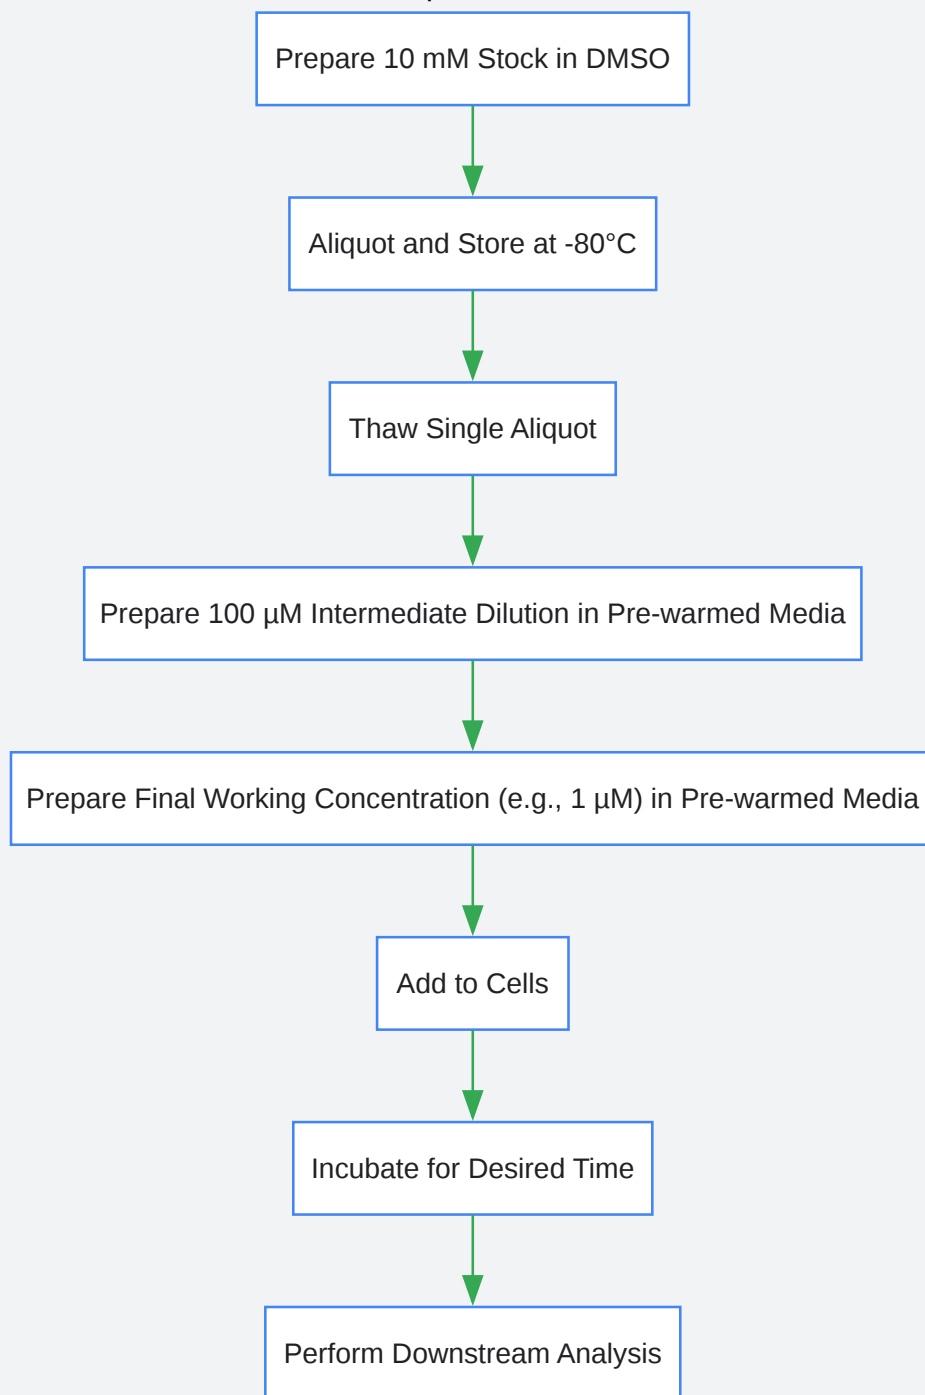 Prepare 10 mM Stock in DMSO
Aliquot and Store at -80°C
Thaw Single Aliquot
Prepare 100 µM Intermediate Dilution in Pre-warmed Media
Prepare Final Working Concentration (e.g., 1 µM) in Pre-warmed Media
Add to Cells
Incubate for Desired Time
Perform Downstream Analysis